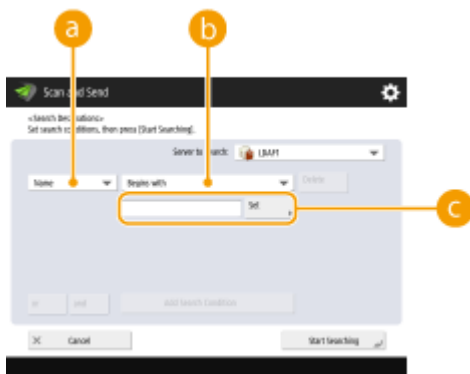 a
b
Scan and Send
<Search Destinations>
Set search conditions, then press [Start Searching].
Server to Search:
LDAP1
Name
Begins with
Delete
Set
c
or
and
Add Search Condition
× Cancel
Start Searching